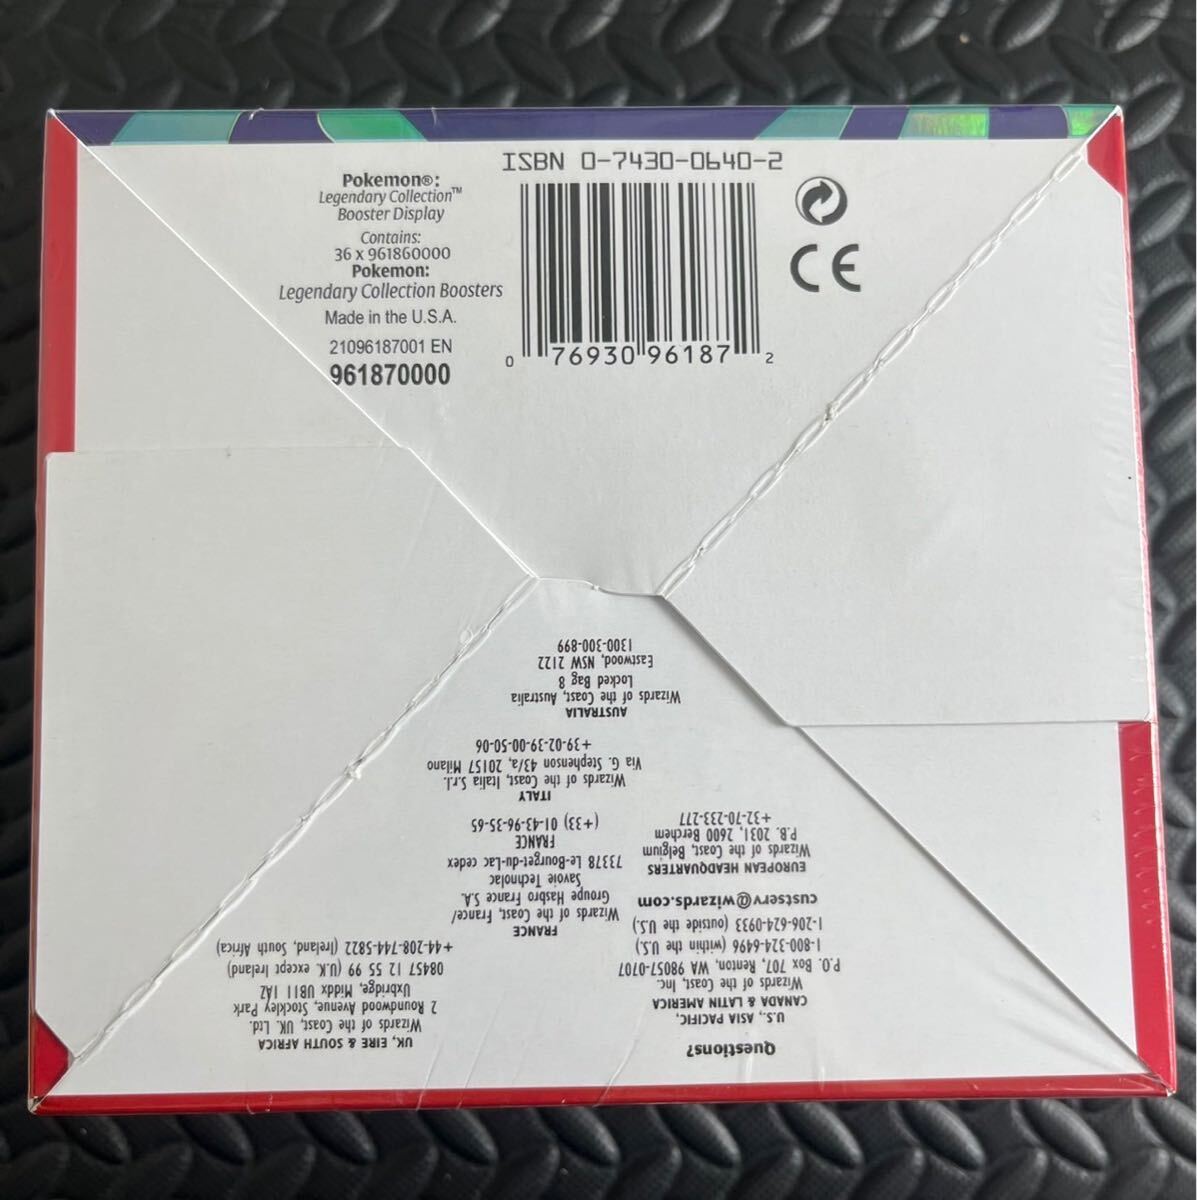 ISBN 0-7430-0640-2
Pokemon®:
Legendary Collection™
Booster Display
Contains:
36 x 961860000
Pokemon:
Legendary Collection Boosters
Made in the U.S.A.
21096187001 EN
961870000
0 76930 96187 2
CE
Questions?
U.S., ASIA PACIFIC,
CANADA & LATIN AMERICA
Wizards of the Coast, Inc.
P.O. Box 707, Renton, WA 98057-0707
1-800-324-6496 (within the U.S.)
1-206-624-0933 (outside the U.S.)
custserv@wizards.com
EUROPEAN HEADQUARTERS
Wizards of the Coast, Belgium
P.B. 2031, 2600 Berchem
+32-70-233-277
UK, EIRE & SOUTH AFRICA
Wizards of the Coast, UK. Ltd.
2 Roundwood Avenue, Stockley Park
Uxbridge, Middx UB11 1AZ
08457 12 55 99 (U.K. except Ireland)
+44-208-744-5822 (Ireland, South Africa)
FRANCE
Wizards of the Coast, France/
Groupe Hasbro France S.A.
Savoie Technolac
73378 Le-Bourget-du-Lac cedex
FRANCE
(+33) 01-43-96-35-65
ITALY
Wizards of the Coast, Italia S.r.l.
Via G. Stephenson 43/a, 20157 Milano
+39-02-39-00-50-06
AUSTRALIA
Wizards of the Coast, Australia
Locked Bag 8
Eastwood, NSW 2122
1300-300-899